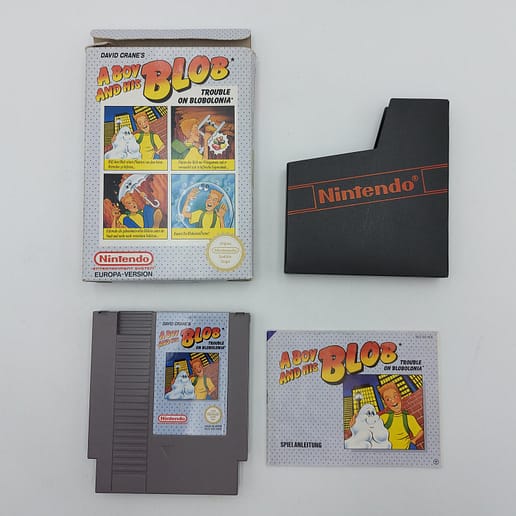 DAVID CRANE'S
A BOY
AND HIS
BLOB
TROUBLE
ON BLOBOLONIA
Nintendo
ENTERTAINMENT SYSTEM
EUROPA-VERSION
Nintendo®
DAVID CRANE'S
A BOY
AND HIS
BLOB
TROUBLE
ON BLOBOLONIA
Nintendo
A BOY
AND HIS
BLOB
TROUBLE
ON BLOBOLONIA
SPIELANLEITUNG